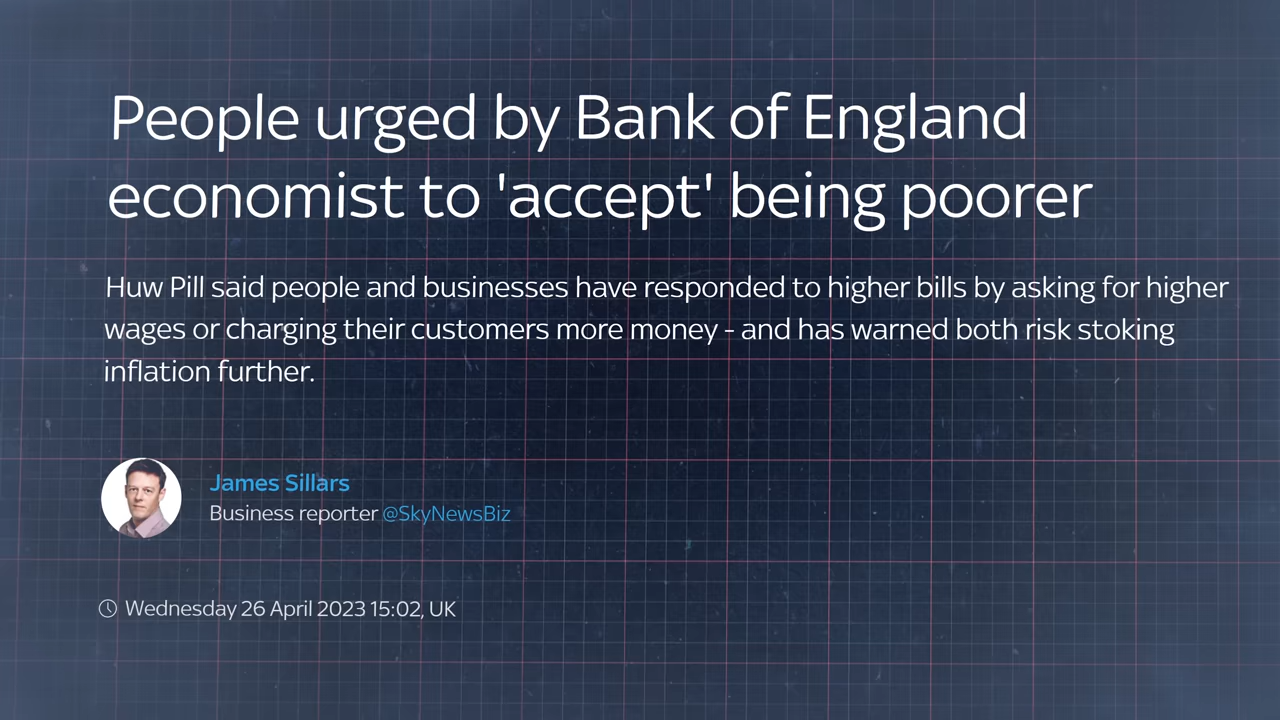 People urged by Bank of England
economist to 'accept' being poorer
Huw Pill said people and businesses have responded to higher bills by asking for higher
wages or charging their customers more money - and has warned both risk stoking
inflation further.
James Sillars
Business reporter @SkyNewsBiz
Wednesday 26 April 2023 15:02, UK